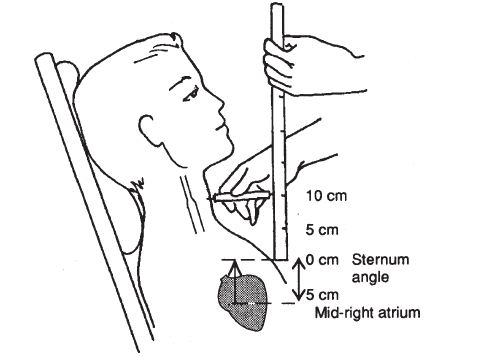 10 cm
5 cm
0 cm Sternum
angle
5 cm
Mid-right atrium